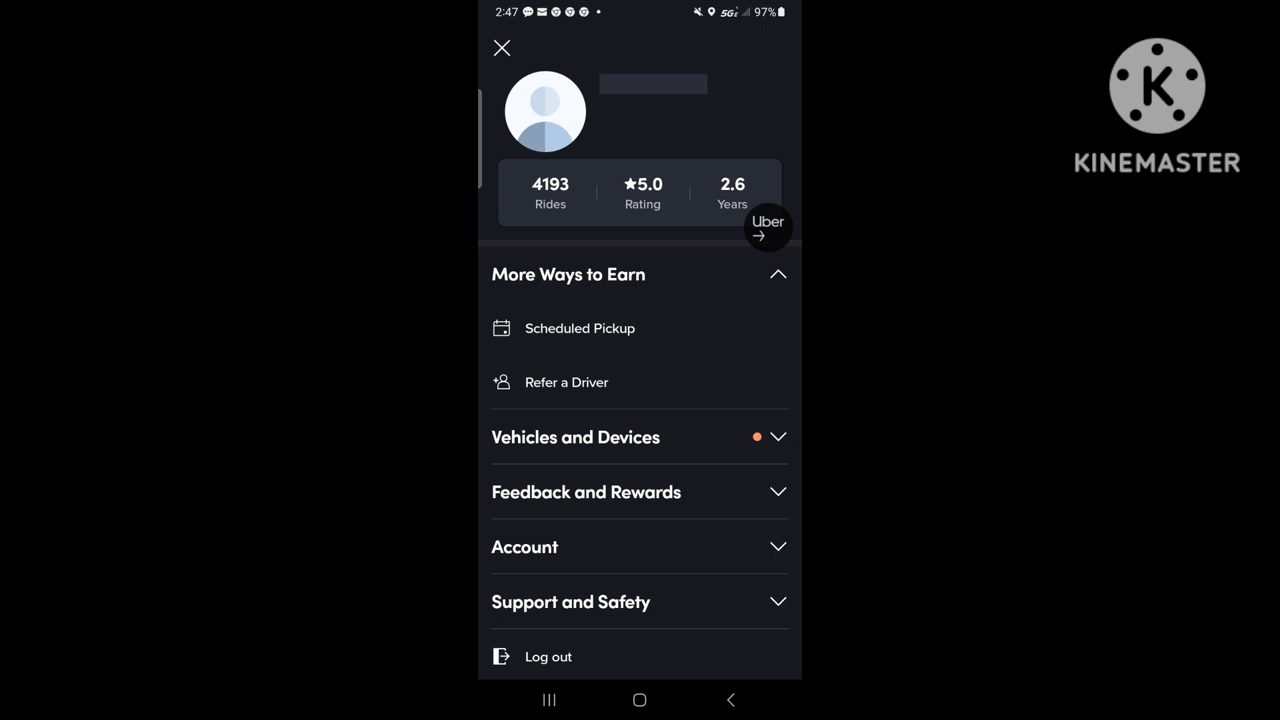 2:47
5G
97%
K
KINEMASTER
4193
★5.0
2.6
Rides
Rating
Years
Uber
→
More Ways to Earn
Scheduled Pickup
Refer a Driver
Vehicles and Devices
Feedback and Rewards
Account
Support and Safety
Log out